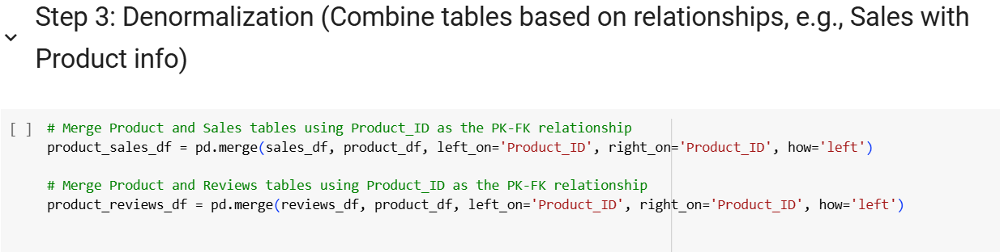 Step 3: Denormalization (Combine tables based on relationships, e.g., Sales with
Product info)
[ ] # Merge Product and Sales tables using Product_ID as the PK-FK relationship
product_sales_df = pd.merge(sales_df, product_df, left_on='Product_ID', right_on='Product_ID', how='left')
# Merge Product and Reviews tables using Product_ID as the PK-FK relationship
product_reviews_df = pd.merge(reviews_df, product_df, left_on='Product_ID', right_on='Product_ID', how='left')